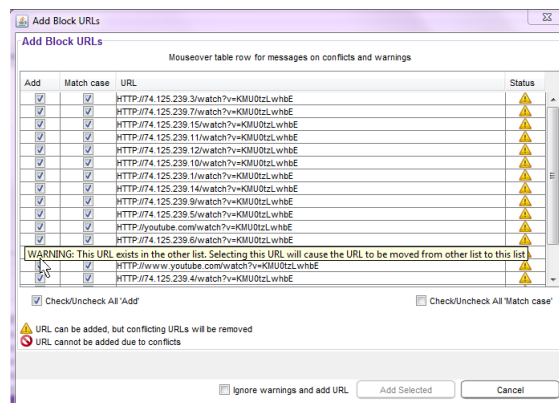 Add Block URLs
Add Block URLs
Mouseover table row for messages on conflicts and warnings
Add Match case URL Status
HTTP://74.125.239.3/watch?v=KMU0tzLwhbE
HTTP://74.125.239.7/watch?v=KMU0tzLwhbE
HTTP://74.125.239.15/watch?v=KMU0tzLwhbE
HTTP://74.125.239.11/watch?v=KMU0tzLwhbE
HTTP://74.125.239.12/watch?v=KMU0tzLwhbE
HTTP://74.125.239.10/watch?v=KMU0tzLwhbE
HTTP://74.125.239.1/watch?v=KMU0tzLwhbE
HTTP://74.125.239.14/watch?v=KMU0tzLwhbE
HTTP://74.125.239.9/watch?v=KMU0tzLwhbE
HTTP://74.125.239.5/watch?v=KMU0tzLwhbE
HTTP://youtube.com/watch?v=KMU0tzLwhbE
HTTP://74.125.239.6/watch?v=KMU0tzLwhbE
WARNING: This URL exists in the other list. Selecting this URL will cause the URL to be moved from other list to this list
HTTP://www.youtube.com/watch?v=KMU0tzLwhbE
HTTP://74.125.239.4/watch?v=KMU0tzLwhbE
Check/Uncheck All 'Add' Check/Uncheck All 'Match case'
URL can be added, but conflicting URLs will be removed
URL cannot be added due to conflicts
Ignore warnings and add URL Add Selected Cancel